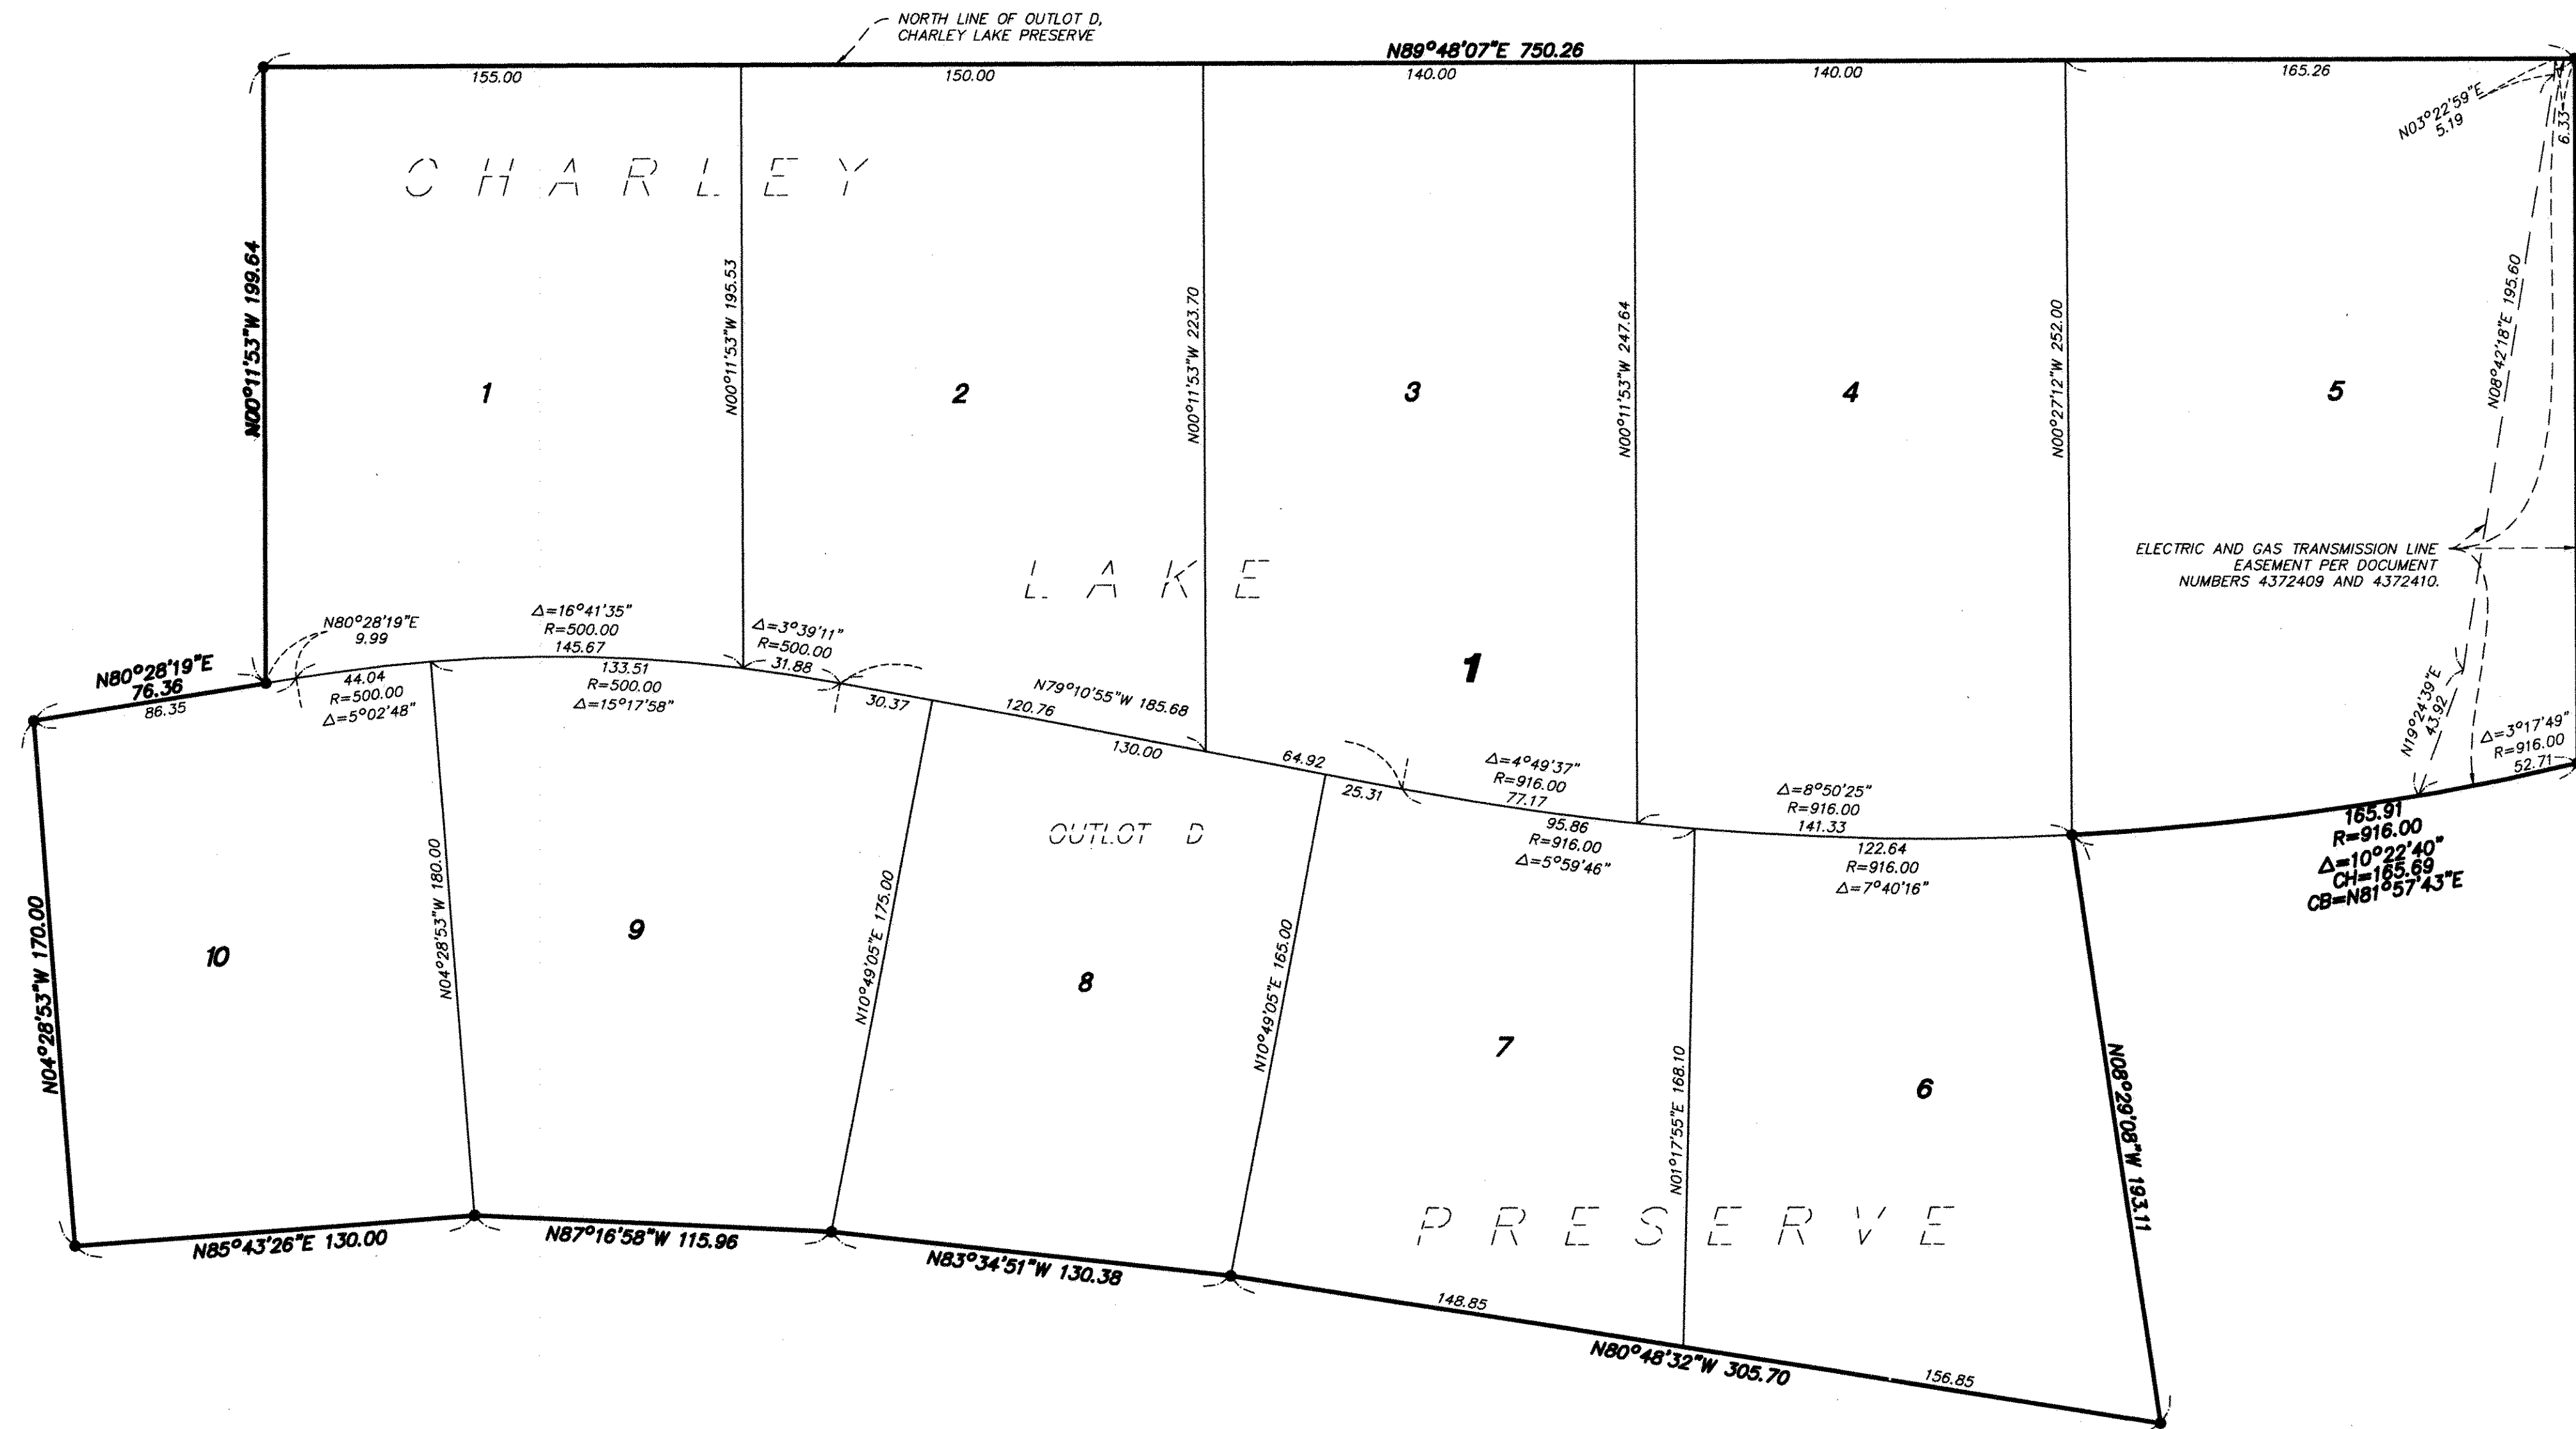 NORTH LINE OF OUTLOT D,
CHARLEY LAKE PRESERVE
N89°48'07"E 750.26
155.00
150.00
140.00
140.00
165.26
N03°22'59"E
5.19
6.33
CHARLEY
N00°11'53"W 199.64
N00°11'53"W 195.53
N00°11'53"W 223.70
N00°11'53"W 247.64
N00°27'12"W 252.00
N08°42'18"E 195.60
1
2
3
4
5
ELECTRIC AND GAS TRANSMISSION LINE
EASEMENT PER DOCUMENT
NUMBERS 4372409 AND 4372410.
LAKE
N80°28'19"E
9.99
Δ=16°41'35"
R=500.00
145.67
Δ=3°39'11"
R=500.00
31.88
N80°28'19"E
76.36
86.35
44.04
R=500.00
Δ=5°02'48"
133.51
R=500.00
Δ=15°17'58"
30.37
N79°10'55"W 185.68
120.76
130.00
64.92
25.31
1
Δ=4°49'37"
R=916.00
77.17
95.86
R=916.00
Δ=5°59'46"
Δ=8°50'25"
R=916.00
141.33
122.64
R=916.00
Δ=7°40'16"
N19°24'39"E
43.92
Δ=3°17'49"
R=916.00
52.71
165.91
R=916.00
Δ=10°22'40"
CH=165.69
CB=N81°57'43"E
OUTLOT D
N04°28'53"W 170.00
N04°28'53"W 180.00
N10°49'05"E 175.00
N10°49'05"E 165.00
N01°17'55"E 168.10
N08°29'08"W 193.11
10
9
8
7
6
PRESERVE
N85°43'26"E 130.00
N87°16'58"W 115.96
N83°34'51"W 130.38
148.85
N80°48'32"W 305.70
156.85